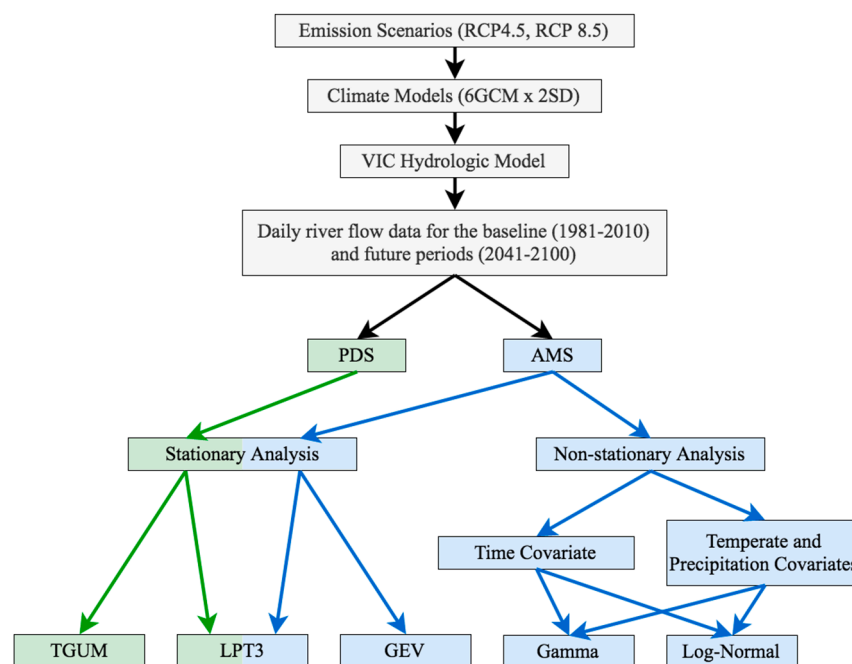 Emission Scenarios (RCP4.5, RCP 8.5)
Climate Models (6GCM x 2SD)
VIC Hydrologic Model
Daily river flow data for the baseline (1981-2010)
and future periods (2041-2100)
PDS
AMS
Stationary Analysis
Non-stationary Analysis
Time Covariate
Temperate and
Precipitation Covariates
TGUM
LPT3
GEV
Gamma
Log-Normal